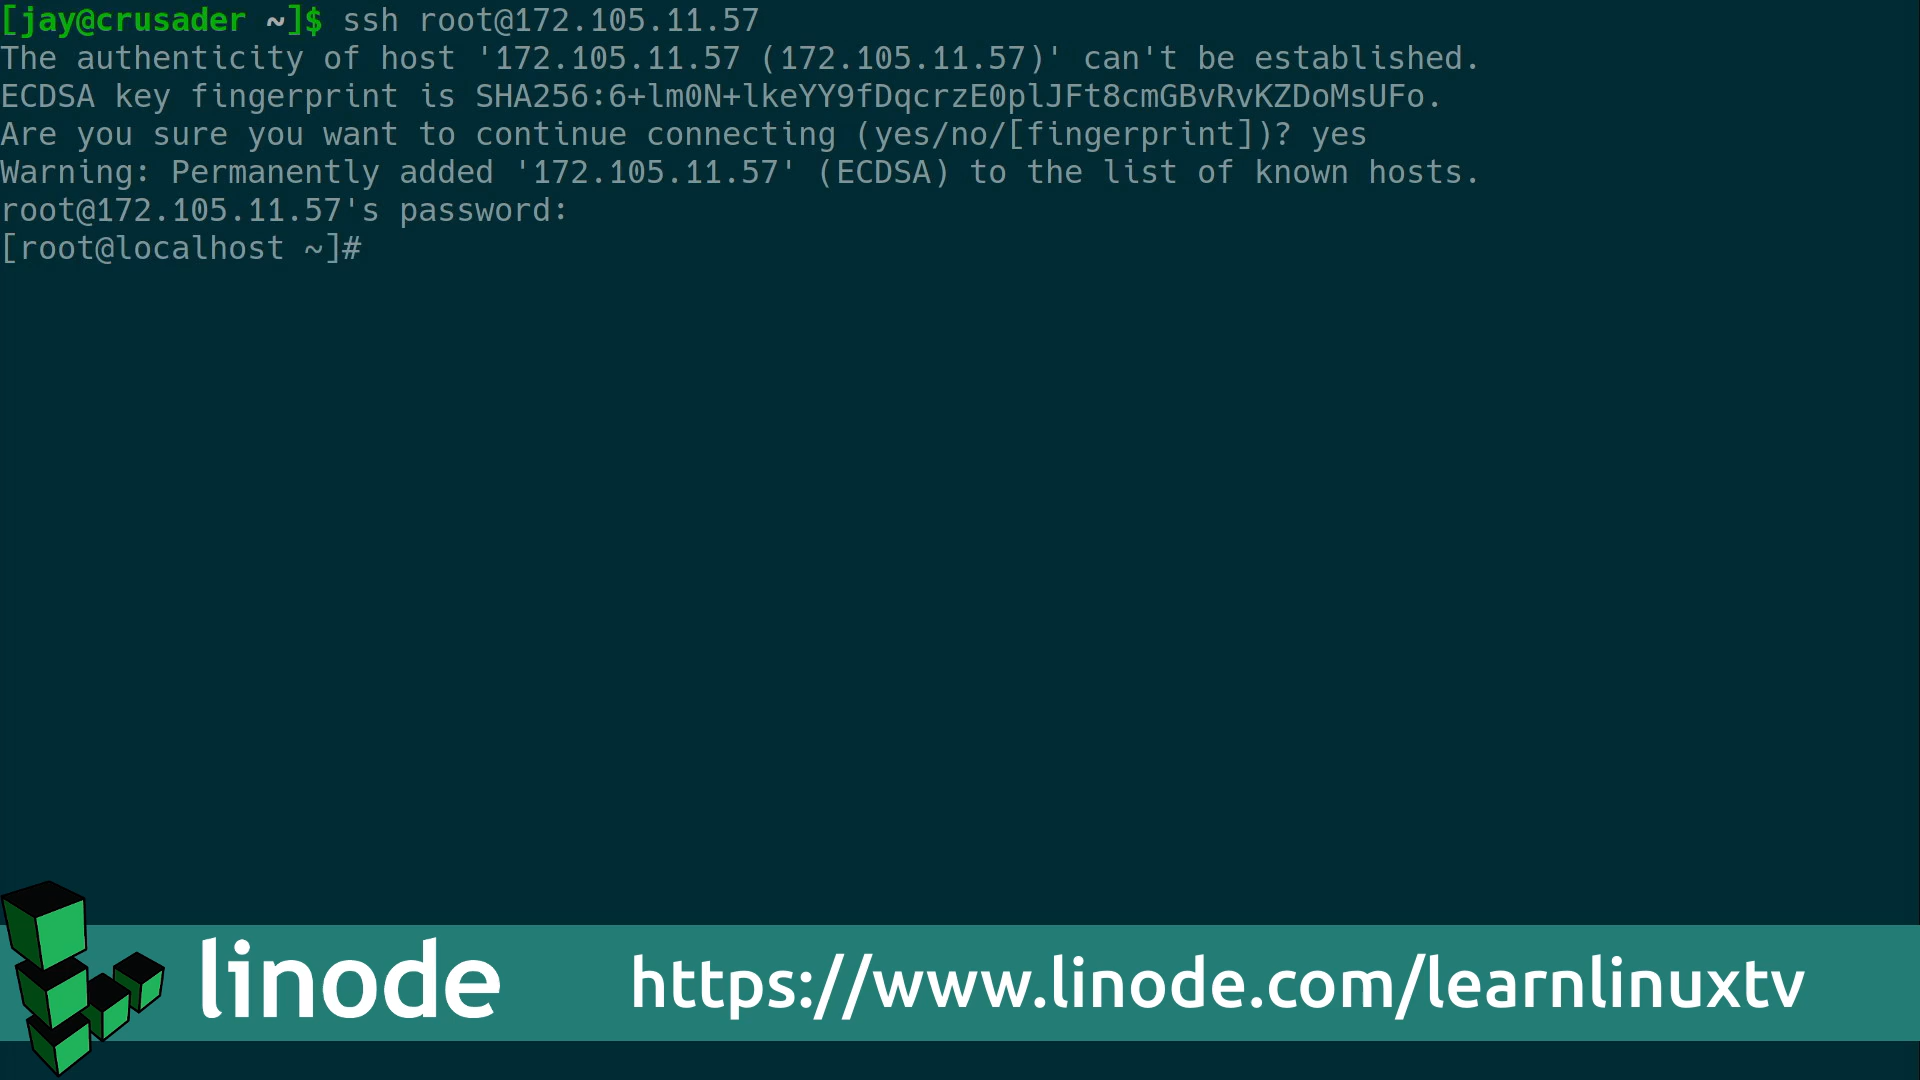 [jay@crusader ~]$ ssh root@172.105.11.57
The authenticity of host '172.105.11.57 (172.105.11.57)' can't be established.
ECDSA key fingerprint is SHA256:6+lm0N+lkeYY9fDqcrzE0plJFt8cmGBvRvKZDoMsUFo.
Are you sure you want to continue connecting (yes/no/[fingerprint])? yes
Warning: Permanently added '172.105.11.57' (ECDSA) to the list of known hosts.
root@172.105.11.57's password:
[root@localhost ~]#
linode
https://www.linode.com/learnlinuxtv